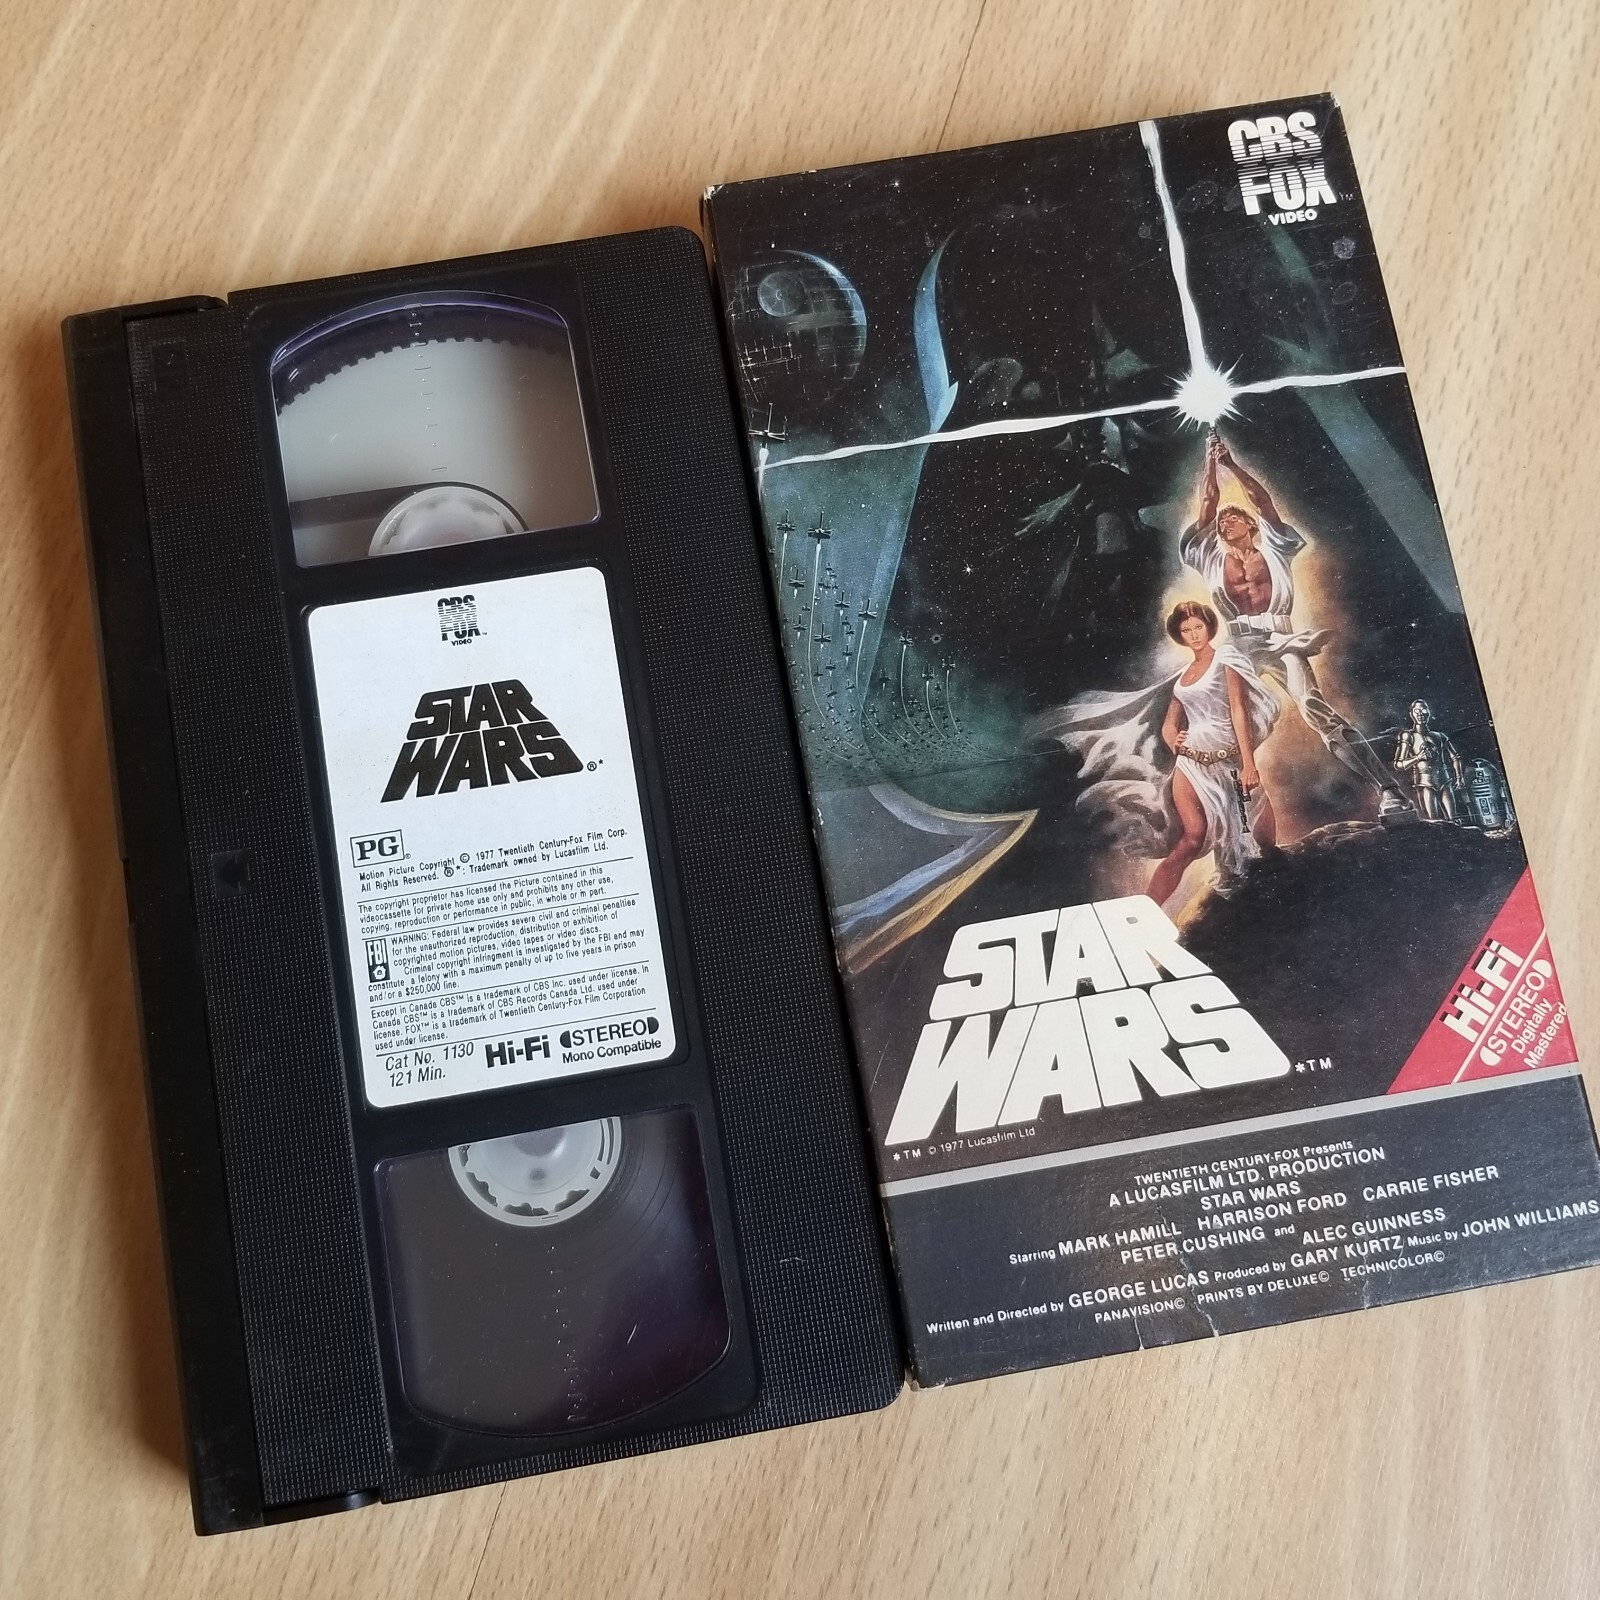 CBS
FOX
VIDEO
STAR
WARS®*
PG®
Motion Picture Copyright © 1977 Twentieth Century-Fox Film Corp.
All Rights Reserved. ®*: Trademark owned by Lucasfilm Ltd.
The copyright proprietor has licensed the Picture contained in this
videocassette for private home use only and prohibits any other use,
copying, reproduction or performance in public, in whole or in part.
FBI
WARNING: Federal law provides severe civil and criminal penalties
for the unauthorized reproduction, distribution or exhibition of
copyrighted motion pictures, video tapes or video discs.
Criminal copyright infringment is investigated by the FBI and may
constitute a felony with a maximum penalty of up to five years in prison
and/or a $250,000 fine.
Except in Canada CBS™ is a trademark of CBS Inc. used under license. In
Canada CBS™ is a trademark of CBS Records Canada Ltd. used under
license. FOX™ is a trademark of Twentieth Century-Fox Film Corporation
used under license.
Cat No. 1130
121 Min.
Hi-Fi STEREO
Mono Compatible
CBS
FOX™
VIDEO
STAR
WARS
*TM
*TM © 1977 Lucasfilm Ltd
Hi-Fi
STEREO
Digitally
Mastered
TWENTIETH CENTURY-FOX Presents
A LUCASFILM LTD. PRODUCTION
STAR WARS
Starring MARK HAMILL HARRISON FORD CARRIE FISHER
PETER CUSHING and ALEC GUINNESS
Written and Directed by GEORGE LUCAS Produced by GARY KURTZ Music by JOHN WILLIAMS
PANAVISION© PRINTS BY DELUXE© TECHNICOLOR©